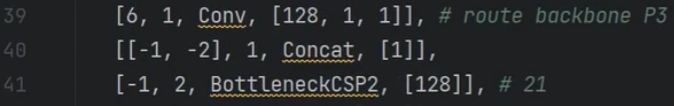 39 [6, 1, Conv, [128, 1, 1]], # route backbone P3
40 [[-1, -2], 1, Concat, [1]],
41 [-1, 2, BottleneckCSP2, [128]], # 21